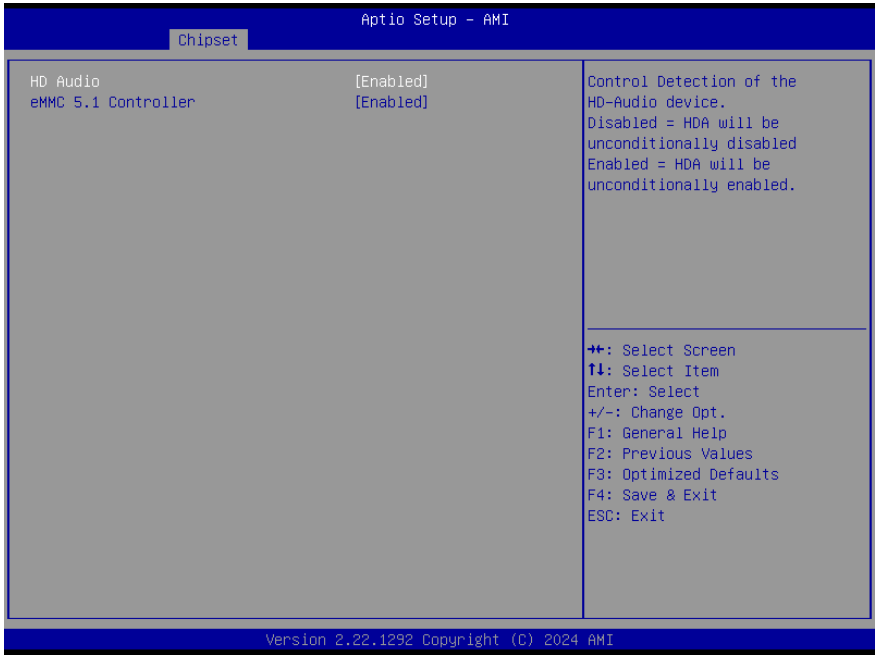 Aptio Setup – AMI
Chipset
HD Audio [Enabled]
eMMC 5.1 Controller [Enabled]
Control Detection of the
HD-Audio device.
Disabled = HDA will be
unconditionally disabled
Enabled = HDA will be
unconditionally enabled.
→←: Select Screen
↑↓: Select Item
Enter: Select
+/-: Change Opt.
F1: General Help
F2: Previous Values
F3: Optimized Defaults
F4: Save & Exit
ESC: Exit
Version 2.22.1292 Copyright (C) 2024 AMI